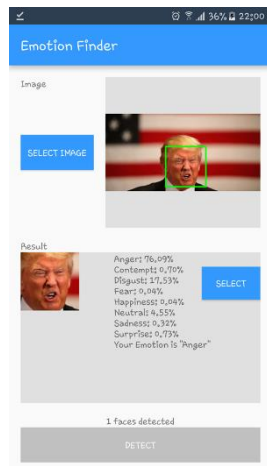 36% 22:00
Emotion Finder
Image
SELECT IMAGE
Result
Anger: 76,09%
Contempt: 0,70%
Disgust: 17,53%
Fear: 0,04%
Happiness: 0,04%
Neutral: 4,55%
Sadness: 0,32%
Surprise: 0,73%
Your Emotion is "Anger"
SELECT
1 faces detected
DETECT